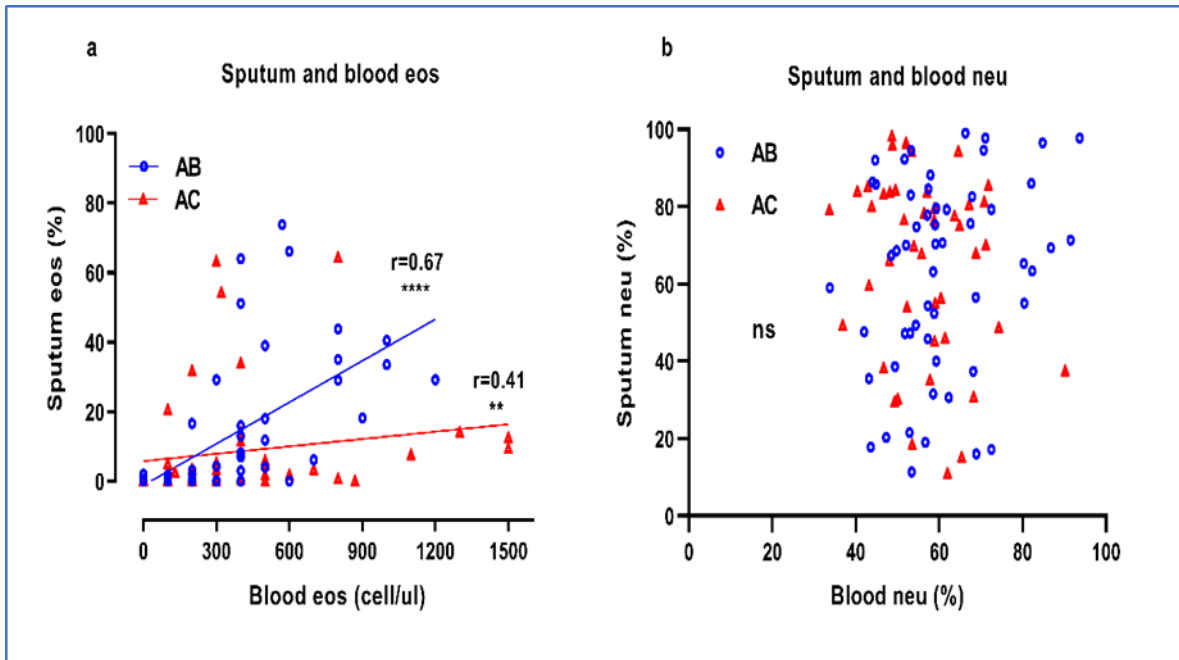 a
Sputum and blood eos
100
80
60
40
20
0
Sputum eos (%)
AB
AC
r=0.67
****
r=0.41
**
0 300 600 900 1200 1500
Blood eos (cell/ul)
b
Sputum and blood neu
100
80
60
40
20
0
Sputum neu (%)
AB
AC
ns
0 20 40 60 80 100
Blood neu (%)